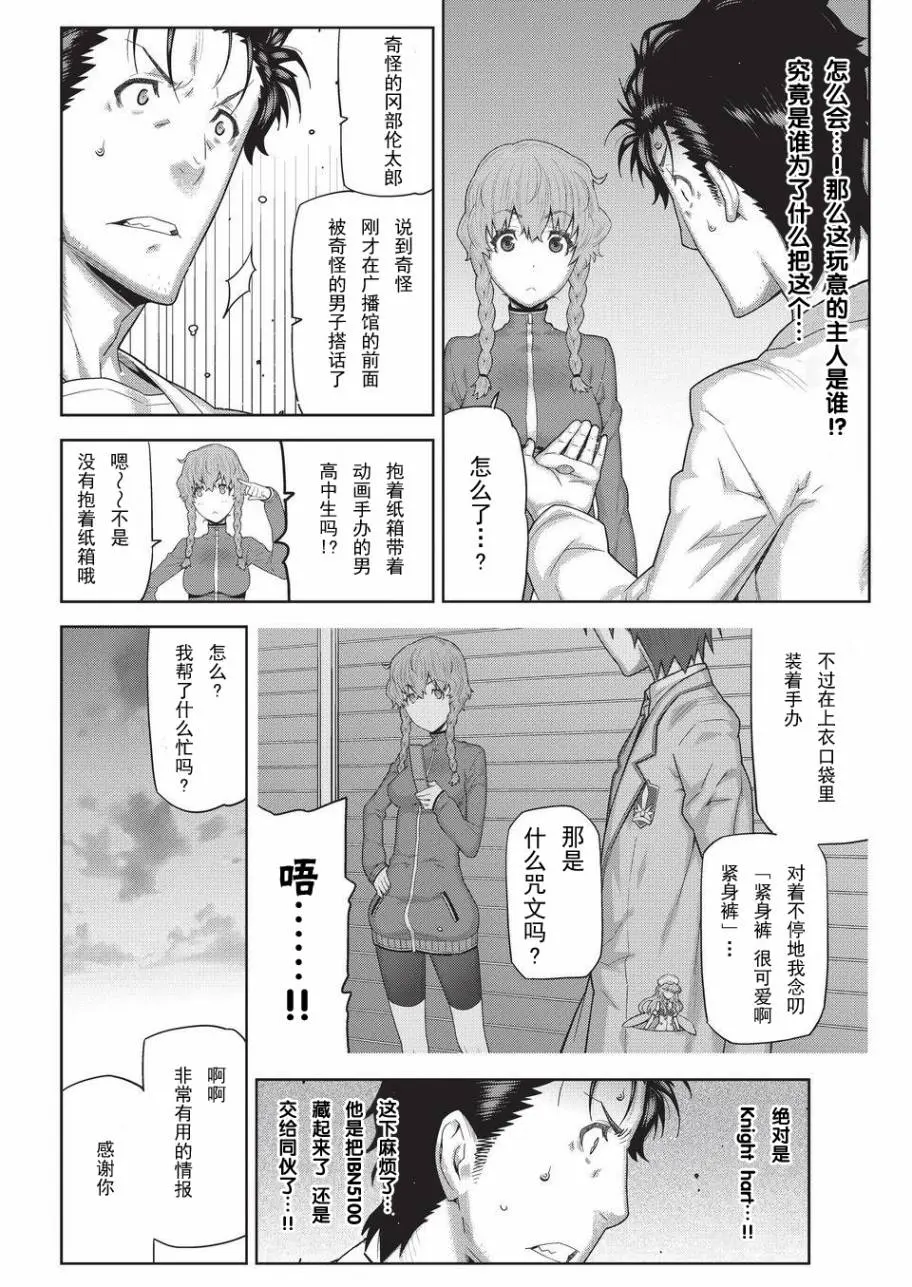 怎么会…!那么这玩意的主人是谁!?
究竟是谁为了什么把这个…
怎么了…?
奇怪的冈部伦太郎
说到奇怪
刚才在广播馆的前面
被奇怪的男子搭话了
抱着纸箱带着
动画手办的男
高中生吗!?
嗯～～不是
没有抱着纸箱哦
不过在上衣口袋里
装着手办
对着不停地我念叨
「紧身裤 很可爱啊
紧身裤」…
那是
什么咒文吗?
唔……!!
绝对是
Knight hart…!!
这下麻烦了…
他是把IBN5100
藏起来了 还是
交给同伙了…!!
怎么?
我帮了什么忙吗?
啊啊
非常有用的情报
感谢你